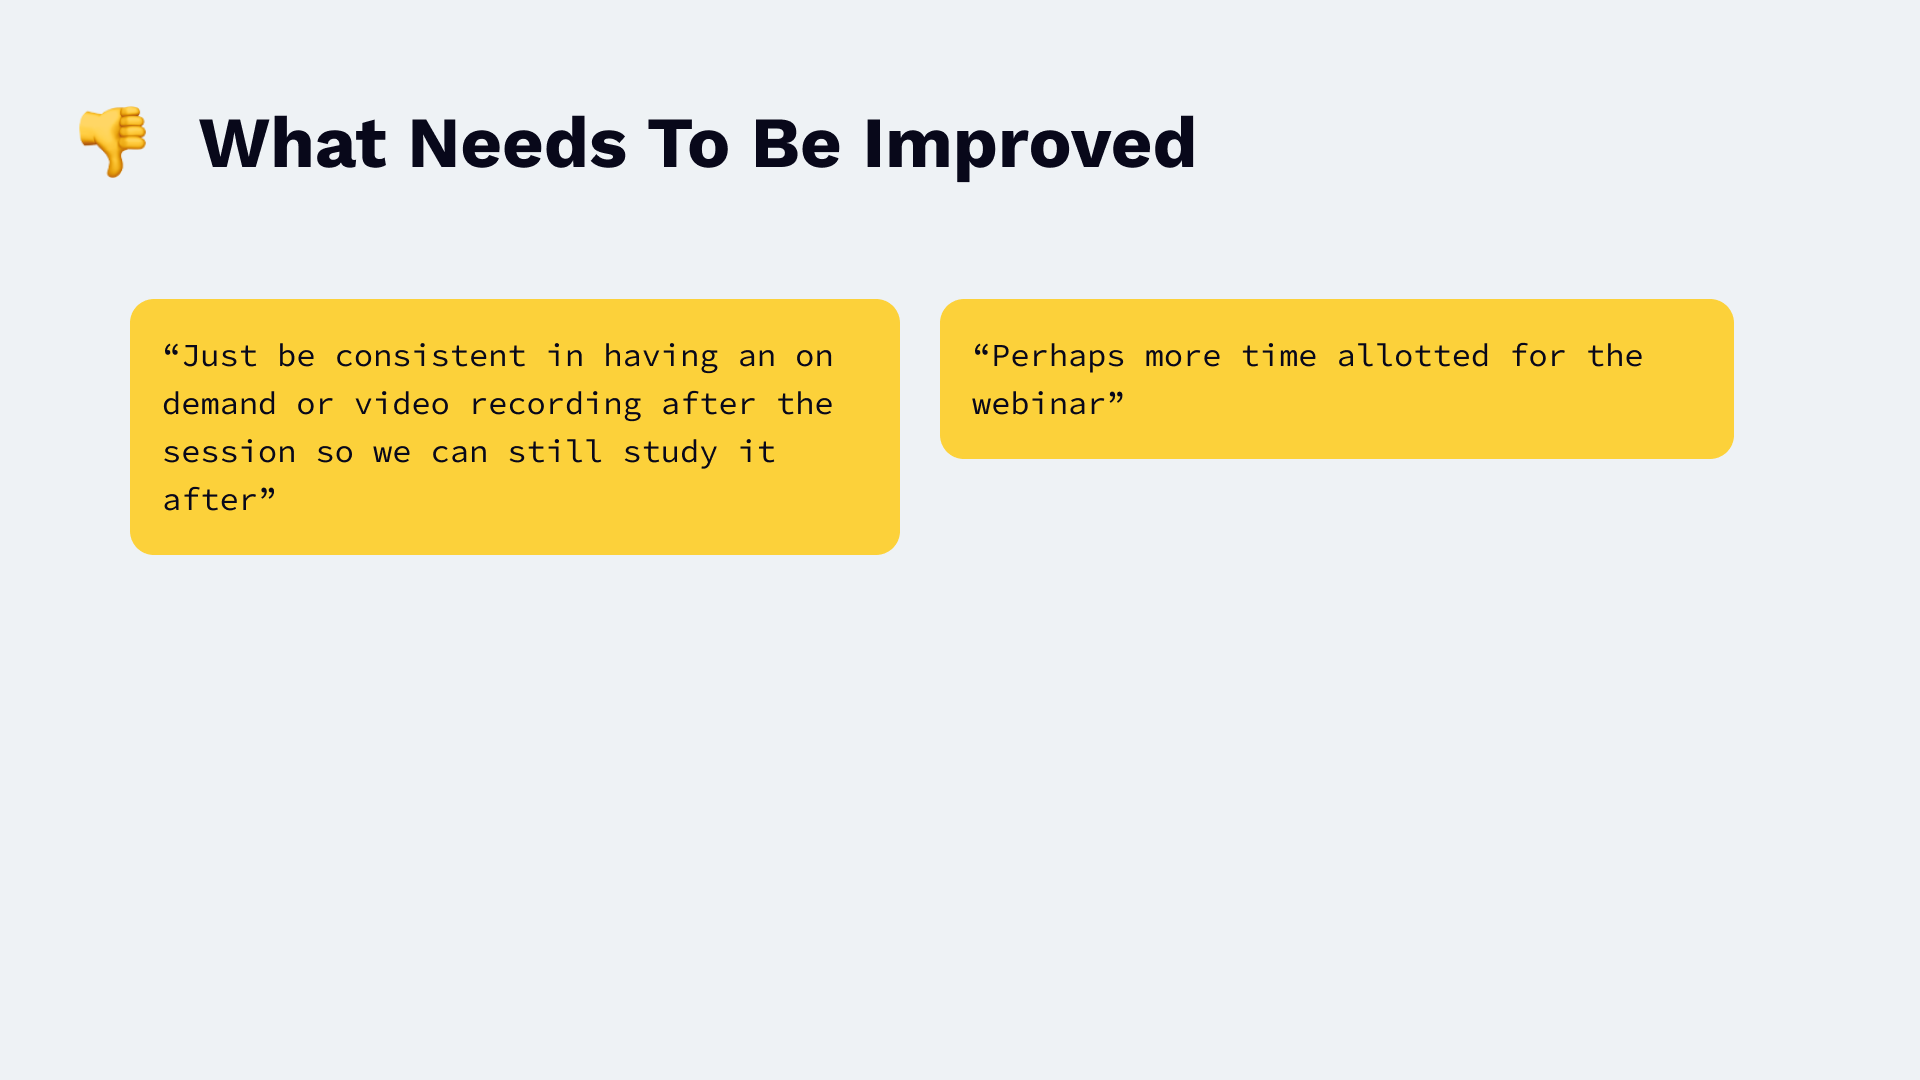 What Needs To Be Improved
“Just be consistent in having an on
demand or video recording after the
session so we can still study it
after”
“Perhaps more time allotted for the
webinar”